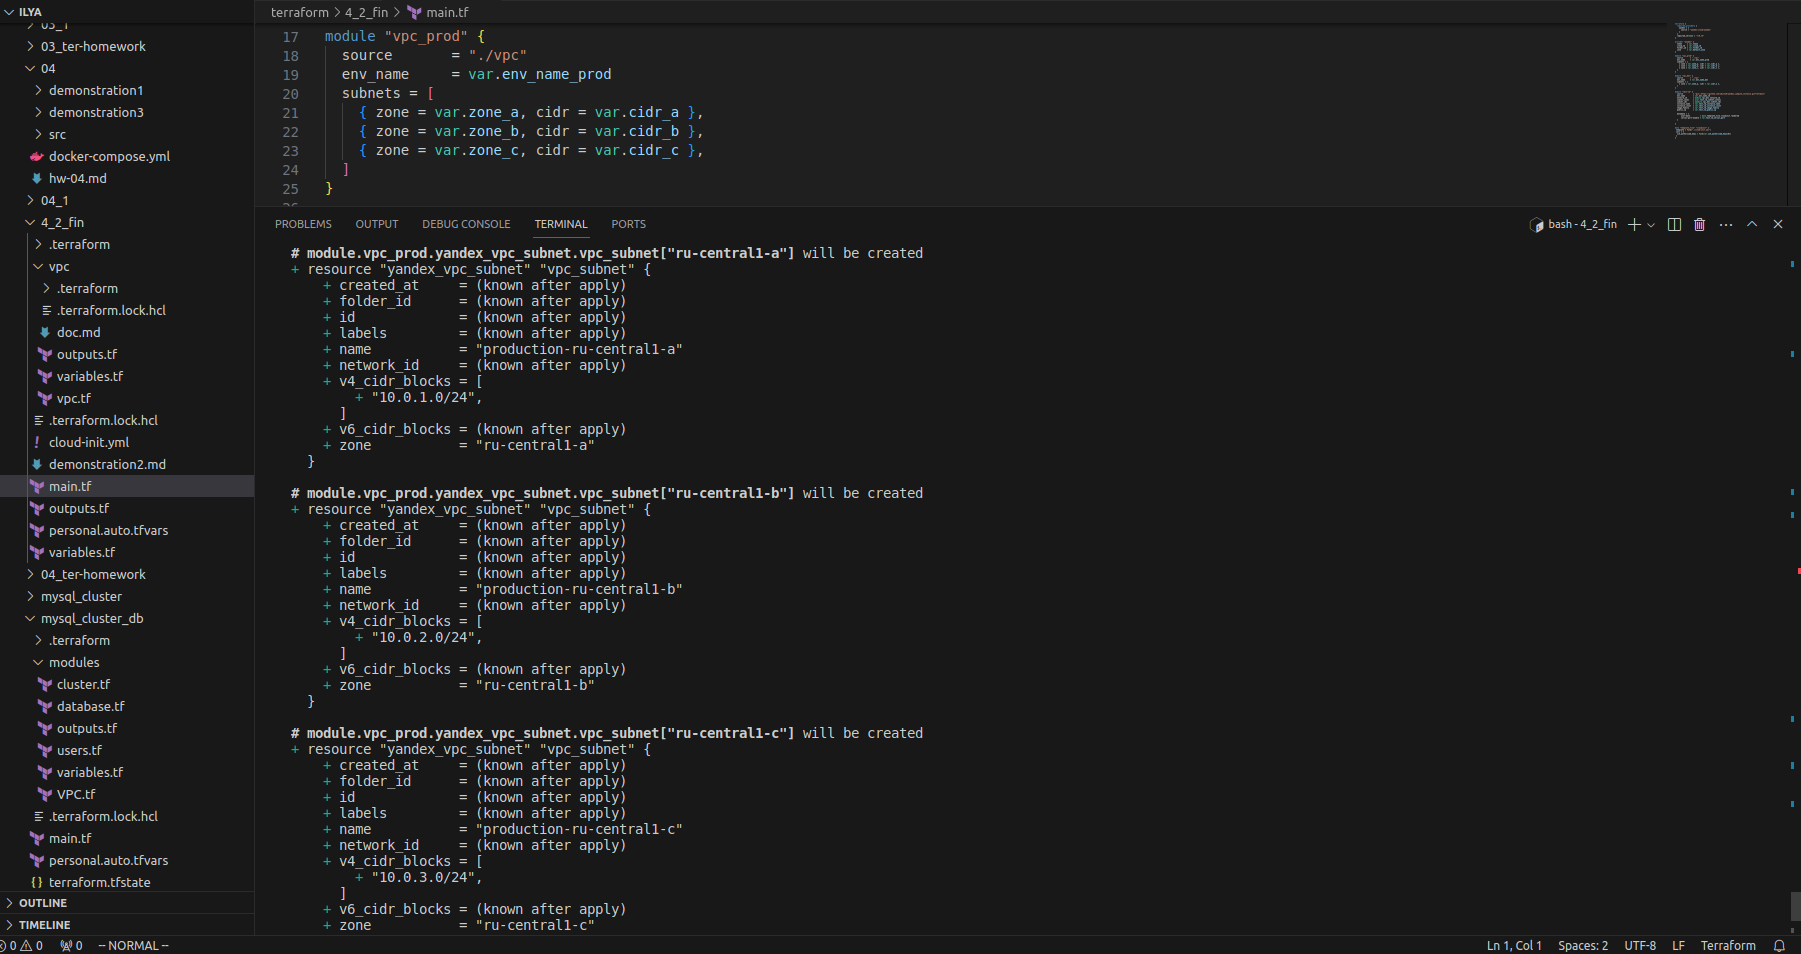 ILYA
03_1
03_ter-homework
04
demonstration1
demonstration3
src
docker-compose.yml
hw-04.md
04_1
4_2_fin
.terraform
vpc
.terraform
.terraform.lock.hcl
doc.md
outputs.tf
variables.tf
vpc.tf
.terraform.lock.hcl
cloud-init.yml
demonstration2.md
main.tf
outputs.tf
personal.auto.tfvars
variables.tf
04_ter-homework
mysql_cluster
mysql_cluster_db
.terraform
modules
cluster.tf
database.tf
outputs.tf
users.tf
variables.tf
VPC.tf
.terraform.lock.hcl
main.tf
personal.auto.tfvars
terraform.tfstate
OUTLINE
TIMELINE
terraform > 4_2_fin > main.tf
17 module "vpc_prod" {
18   source       = "./vpc"
19   env_name     = var.env_name_prod
20   subnets = [
21     { zone = var.zone_a, cidr = var.cidr_a },
22     { zone = var.zone_b, cidr = var.cidr_b },
23     { zone = var.zone_c, cidr = var.cidr_c },
24   ]
25 }
26
PROBLEMS OUTPUT DEBUG CONSOLE TERMINAL PORTS
bash - 4_2_fin
# module.vpc_prod.yandex_vpc_subnet.vpc_subnet["ru-central1-a"] will be created
+ resource "yandex_vpc_subnet" "vpc_subnet" {
+ created_at     = (known after apply)
+ folder_id      = (known after apply)
+ id             = (known after apply)
+ labels         = (known after apply)
+ name           = "production-ru-central1-a"
+ network_id     = (known after apply)
+ v4_cidr_blocks = [
+ "10.0.1.0/24",
]
+ v6_cidr_blocks = (known after apply)
+ zone           = "ru-central1-a"
}
# module.vpc_prod.yandex_vpc_subnet.vpc_subnet["ru-central1-b"] will be created
+ resource "yandex_vpc_subnet" "vpc_subnet" {
+ created_at     = (known after apply)
+ folder_id      = (known after apply)
+ id             = (known after apply)
+ labels         = (known after apply)
+ name           = "production-ru-central1-b"
+ network_id     = (known after apply)
+ v4_cidr_blocks = [
+ "10.0.2.0/24",
]
+ v6_cidr_blocks = (known after apply)
+ zone           = "ru-central1-b"
}
# module.vpc_prod.yandex_vpc_subnet.vpc_subnet["ru-central1-c"] will be created
+ resource "yandex_vpc_subnet" "vpc_subnet" {
+ created_at     = (known after apply)
+ folder_id      = (known after apply)
+ id             = (known after apply)
+ labels         = (known after apply)
+ name           = "production-ru-central1-c"
+ network_id     = (known after apply)
+ v4_cidr_blocks = [
+ "10.0.3.0/24",
]
+ v6_cidr_blocks = (known after apply)
+ zone           = "ru-central1-c"
0 0 0 -- NORMAL -- Ln 1, Col 1 Spaces: 2 UTF-8 LF Terraform